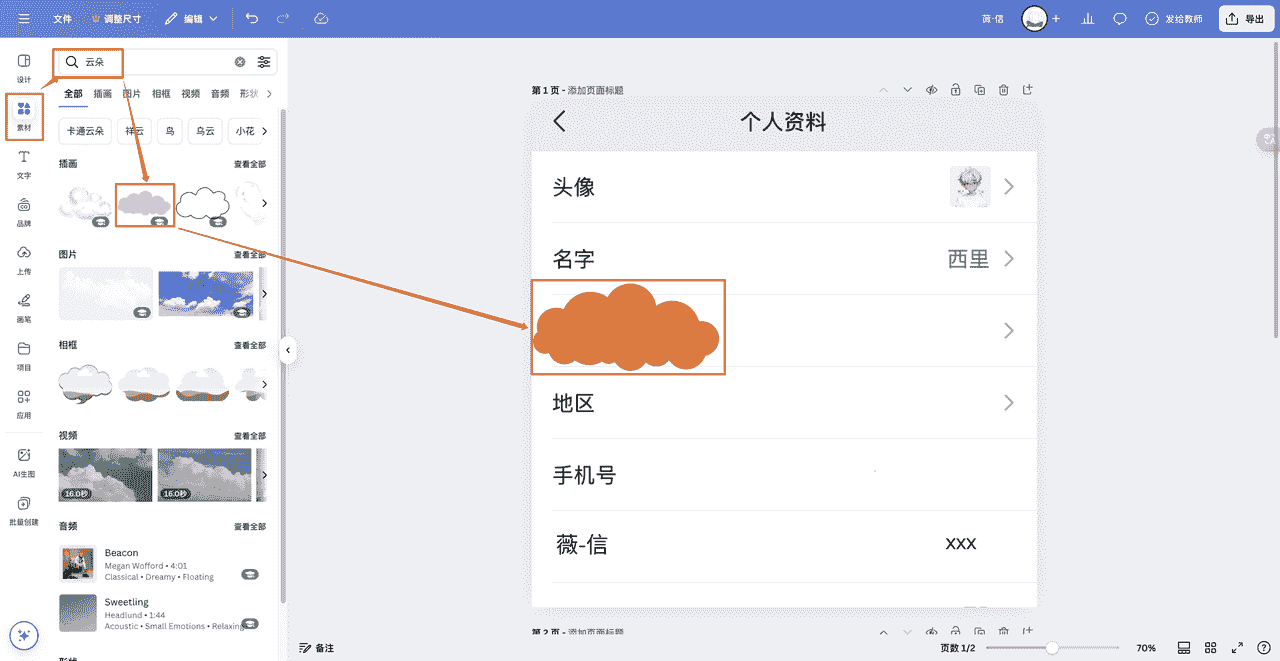 文件
调整尺寸
编辑
薇-信
发给教师
导出
设计
素材
文字
品牌
上传
画笔
项目
应用
AI生图
批量创建
云朵
全部 插画 图片 相框 视频 音频 形状
卡通云朵 祥云 鸟 乌云 小花
插画 查看全部
图片 查看全部
相框 查看全部
视频 查看全部
16.0秒 16.0秒
音频 查看全部
Beacon
Megan Wofford • 4:01
Classical • Dreamy • Floating
Sweetling
Headlund • 1:44
Acoustic • Small Emotions • Relaxing
第 1 页 - 添加页面标题
个人资料
头像
名字 西里
地区
手机号
薇-信 XXX
第 2 页 - 添加页面标题
备注
页数 1/2
70%